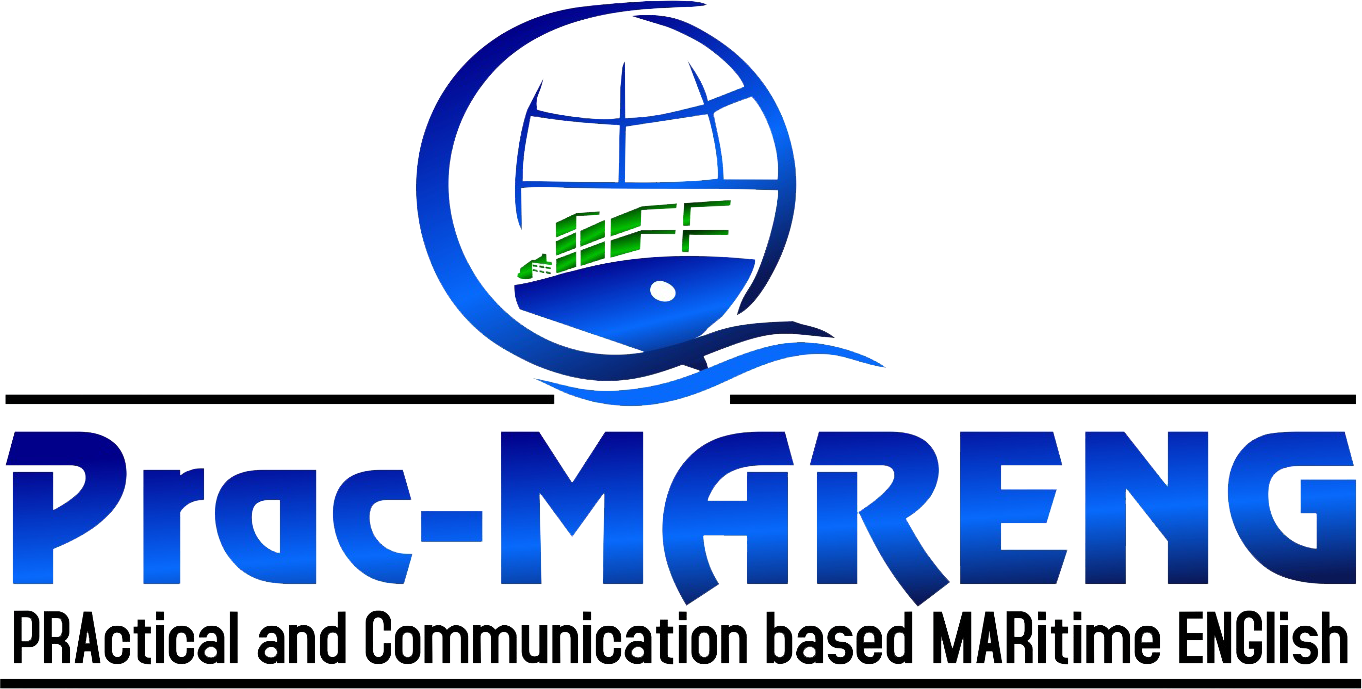 Prac-MARENG
PRActical and Communication based MARitime ENGlish